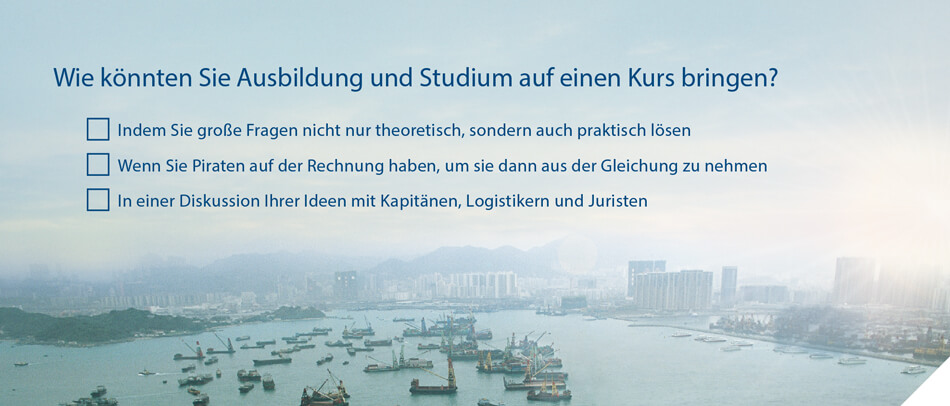 Wie könnten Sie Ausbildung und Studium auf einen Kurs bringen?
Indem Sie große Fragen nicht nur theoretisch, sondern auch praktisch lösen
Wenn Sie Piraten auf der Rechnung haben, um sie dann aus der Gleichung zu nehmen
In einer Diskussion Ihrer Ideen mit Kapitänen, Logistikern und Juristen